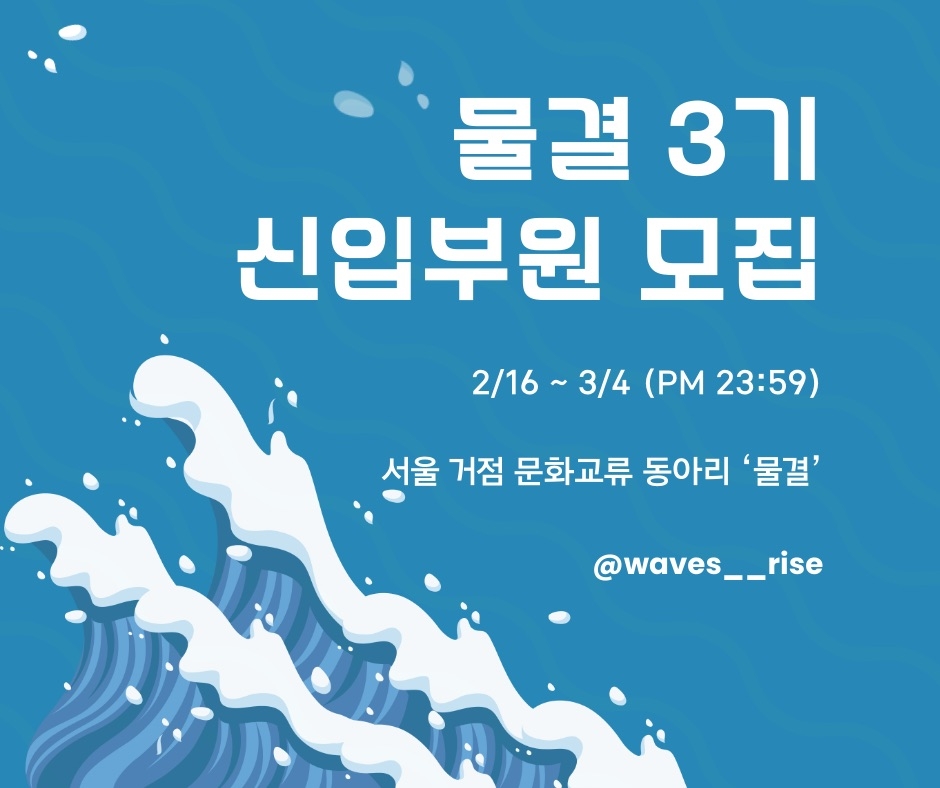 물결 3기
신입부원 모집
2/16 ~ 3/4 (PM 23:59)
서울 거점 문화교류 동아리 ‘물결’
@waves__rise